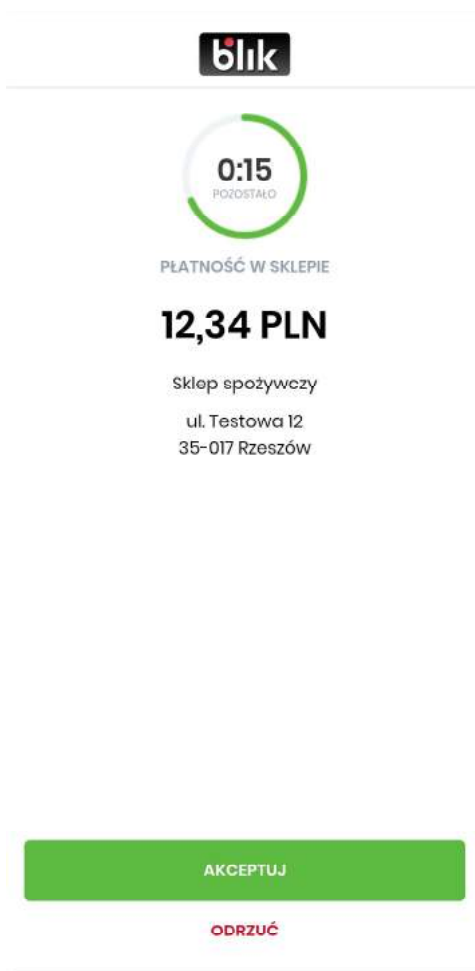 blik
0:15
POZOSTAŁO
PŁATNOŚĆ W SKLEPIE
12,34 PLN
Sklep spożywczy
ul. Testowa 12
35-017 Rzeszów
AKCEPTUJ
ODRZUĆ